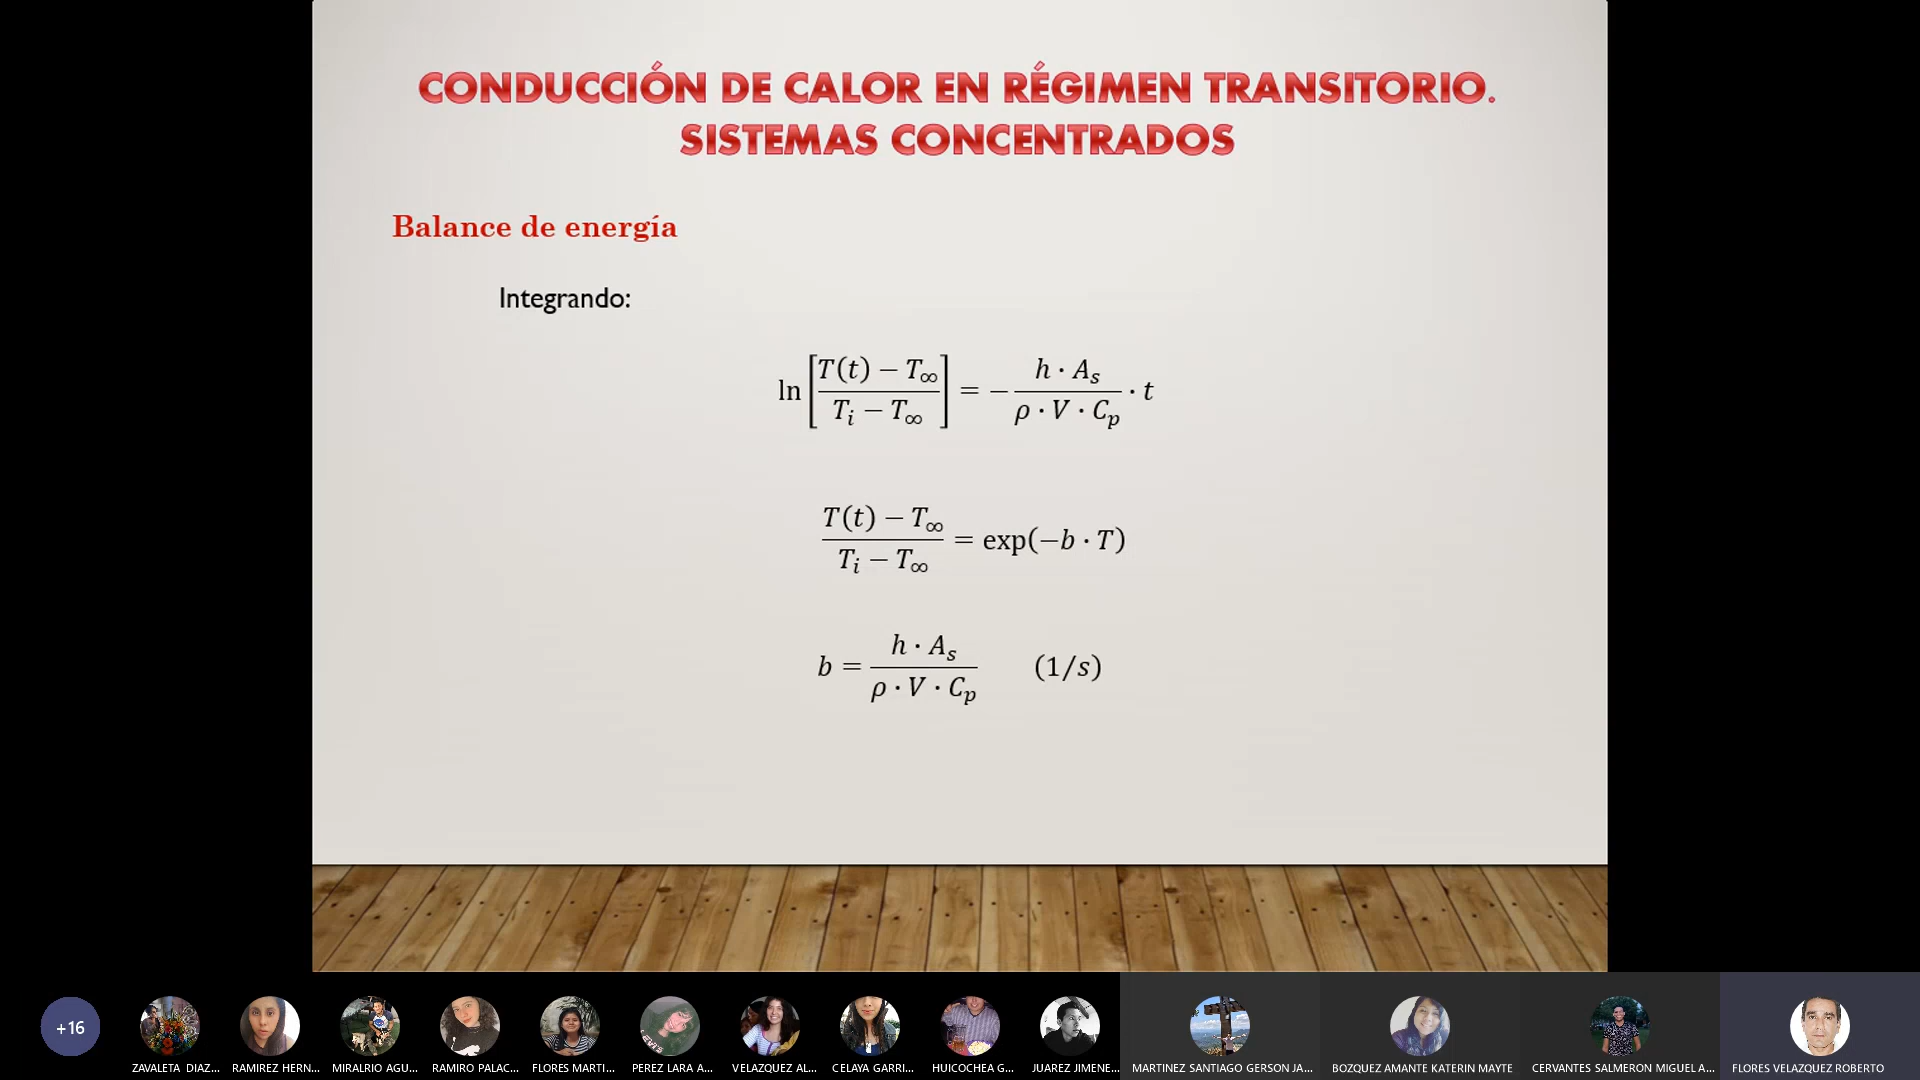 CONDUCCIÓN DE CALOR EN RÉGIMEN TRANSITORIO.
SISTEMAS CONCENTRADOS
Balance de energía
Integrando:
ln [ (T(t) − T∞) / (Tᵢ − T∞) ] = − (h · Aₛ) / (ρ · V · Cₚ) · t
(T(t) − T∞) / (Tᵢ − T∞) = exp(−b · T)
b = (h · Aₛ) / (ρ · V · Cₚ) (1/s)
+16
ZAVALETA DIAZ...
RAMIREZ HERN...
MIRALRIO AGU...
RAMIRO PALAC...
FLORES MARTI...
PEREZ LARA A...
VELAZQUEZ AL...
CELAYA GARRI...
HUICOCHEA G...
JUAREZ JIMENE...
MARTINEZ SANTIAGO GERSON JA...
BOZQUEZ AMANTE KATERIN MAYTE
CERVANTES SALMERON MIGUEL A...
FLORES VELAZQUEZ ROBERTO